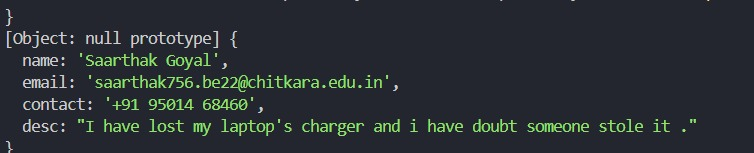 }
[Object: null prototype] {
  name: 'Saarthak Goyal',
  email: 'saarthak756.be22@chitkara.edu.in',
  contact: '+91 95014 68460',
  desc: "I have lost my laptop's charger and i have doubt someone stole it ."
}